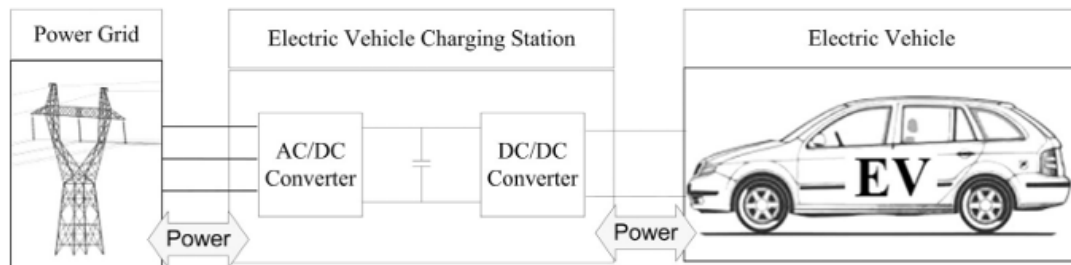 Power Grid
Electric Vehicle Charging Station
Electric Vehicle
AC/DC
Converter
DC/DC
Converter
EV
Power
Power